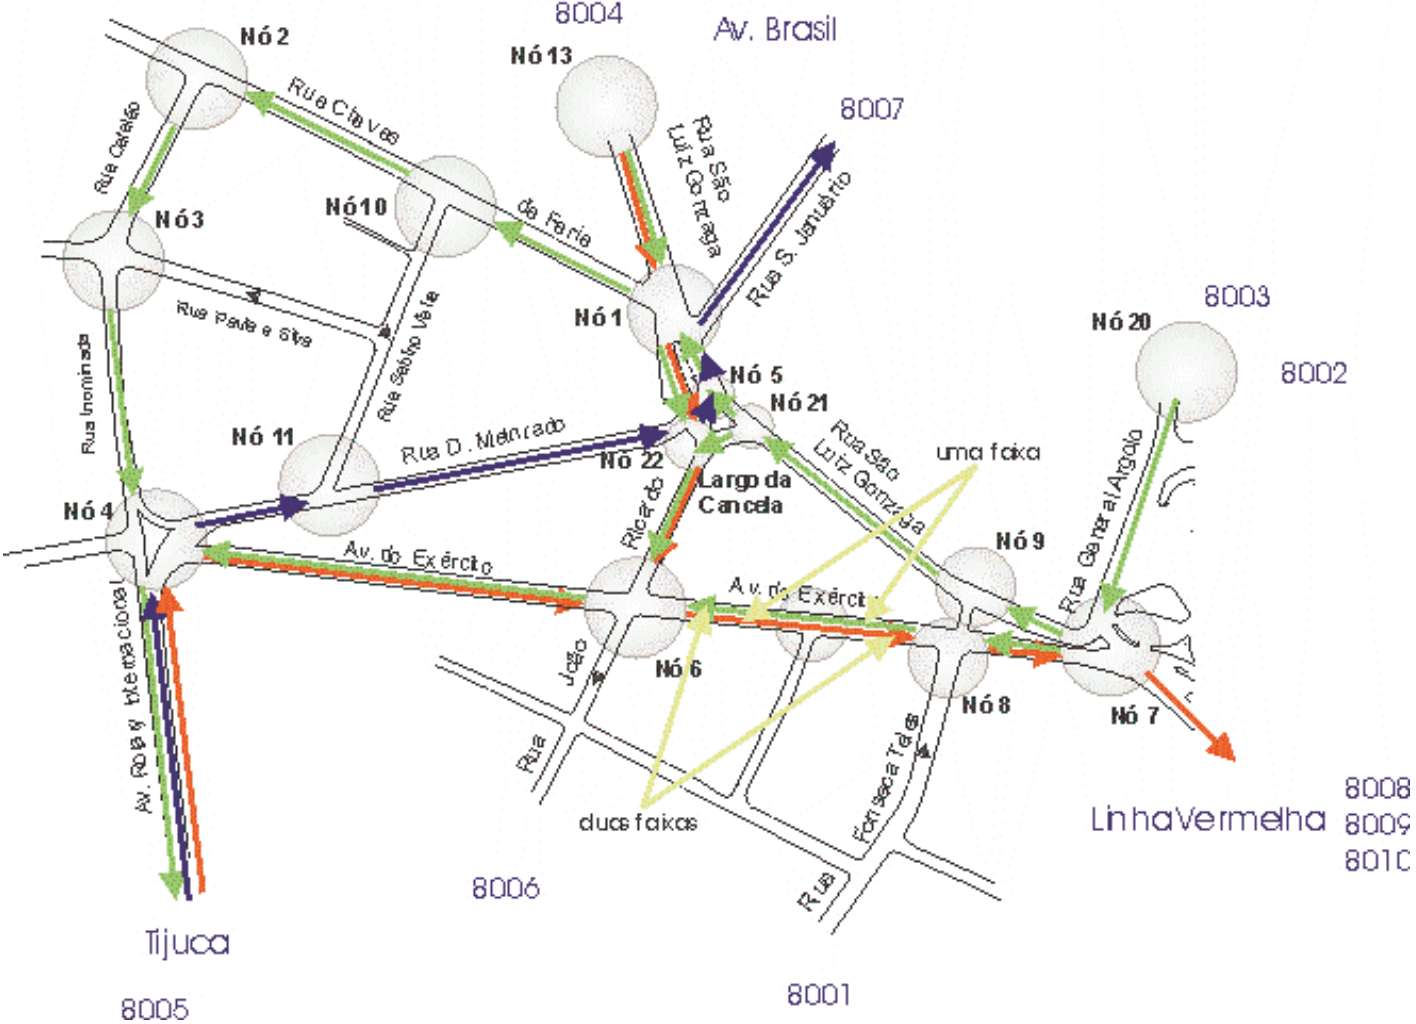 8004
Av. Brasil
Nó 2
Nó 13
Rua Chaves
8007
Rua Catalão
Rua São
Luiz Gonzaga
Nó 3
Nó 10
de Faria
Rua S. Januário
8003
Nó 20
Nó 1
Rua Paula e Silva
Rua Inominada
Rua Sabino Vieira
Nó 5
8002
Nó 21
Nó 11
Rua D. Meinrado
Rua São
Luiz Gonzaga
uma faixa
Nó 22
Largo da
Cancela
Nó 4
Ricardo
Rua General Argolo
Nó 9
Av. do Exército
Av. do Exército
João
Nó 6
Nó 8
Nó 7
Rua
Fonseca Teles
duas faixas
8008
Linha Vermelha
8009
8010
8006
Rua
Tijuca
8001
8005